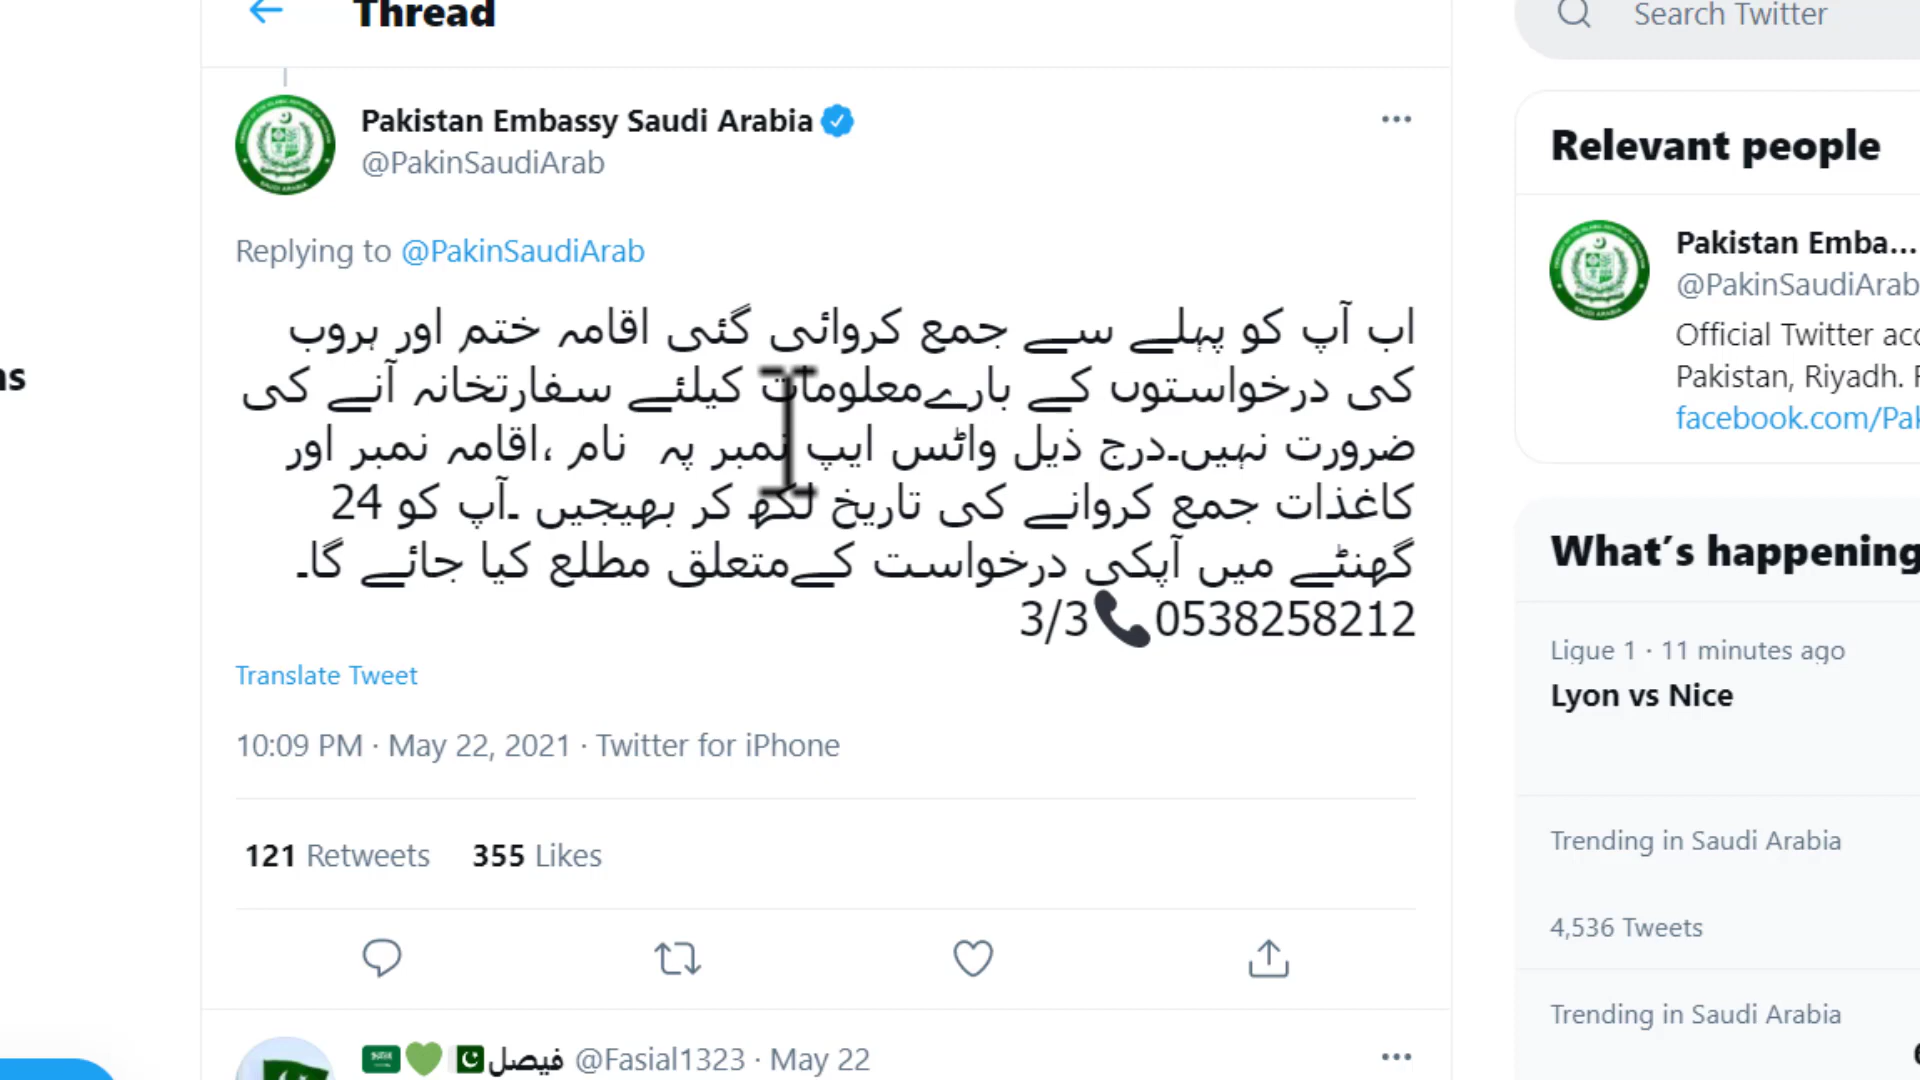 Thread
Search Twitter
Pakistan Embassy Saudi Arabia
@PakinSaudiArab
Replying to @PakinSaudiArab
اب آپ کو پہلے سے جمع کروائی گئی اقامہ ختم اور ہروب
کی درخواستوں کے بارےمعلومات کیلئے سفارتخانہ آنے کی
ضرورت نہیں۔درج ذیل واٹس ایپ نمبر پہ نام ،اقامہ نمبر اور
کاغذات جمع کروانے کی تاریخ لکھ کر بھیجیں ۔آپ کو 24
گھنٹے میں آپکی درخواست کےمتعلق مطلع کیا جائے گا۔
3/3📞0538258212
Translate Tweet
10:09 PM · May 22, 2021 · Twitter for iPhone
121 Retweets 355 Likes
🇸🇦💚🇵🇰فیصل @Fasial1323 · May 22
Relevant people
Pakistan Emba...
@PakinSaudiArab
Official Twitter
Pakistan, Riyadh.
facebook.com/Pak
What's happening
Ligue 1 · 11 minutes ago
Lyon vs Nice
Trending in Saudi Arabia
4,536 Tweets
Trending in Saudi Arabia